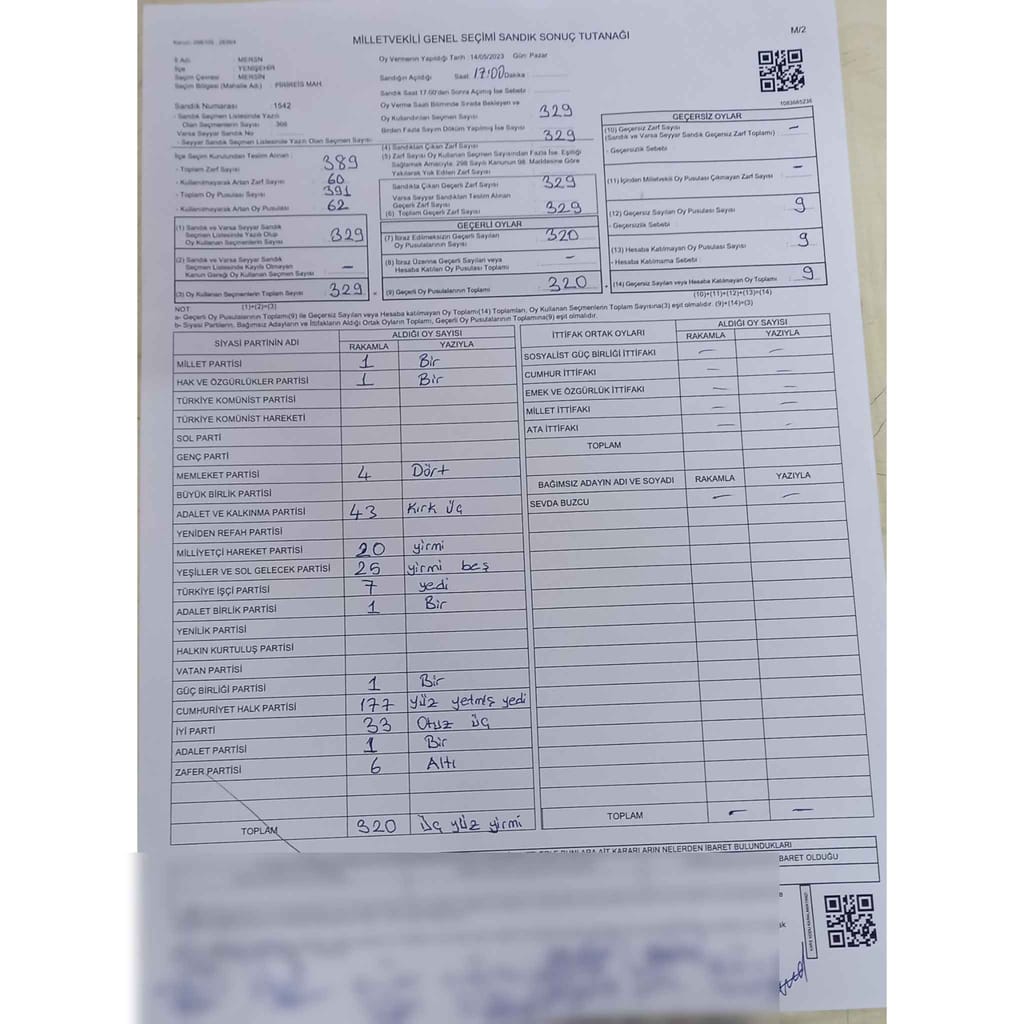 MİLLETVEKİLİ GENEL SEÇİMİ SANDIK SONUÇ TUTANAĞI
M/2
İl Adı : MERSİN
İlçe : YENİŞEHİR
Seçim Çevresi : MERSİN
Seçim Bölgesi (Mahalle Adı) : PİRİREİS MAH.
Oy Vermenin Yapıldığı Tarih :14/05/2023 Gün: Pazar
Sandığın Açıldığı Saat 17:00 Dakika :
Sandık Saat 17.00'den Sonra Açılmış İse Sebebi :
Sandık Numarası : 1542
- Sandık Seçmen Listesinde Yazılı
Olan Seçmenlerin Sayısı :
Varsa Seyyar Sandık No :
- Seyyar Sandık Seçmen Listesindeki Seçmen Sayısı :
Oy Verme Saati Bitiminde Sırada Bekleyen ve
Oy Kullandırılan Seçmen Sayısı : 329
Birden Fazla Sayım Döküm Yapılmış İse Sayısı : 329
İlçe Seçim Kurulundan Teslim Alınan :
- Toplam Zarf Sayısı : 389
- Kullanılmayarak Artan Zarf Sayısı : 60
- Toplam Oy Pusulası Sayısı : 391
- Kullanılmayarak Artan Oy Pusulası : 62
(4) Sandıktan Çıkan Zarf Sayısı :
(5) Zarf Sayısı Oy Kullanan Seçmen Sayısından Fazla İse, Eşitliği
Sağlamak Amacıyla, 298 Sayılı Kanunun 98. Maddesine Göre
Yakılarak Yok Edilen Zarf Sayısı :
Sandıkta Çıkan Geçerli Zarf Sayısı : 329
Varsa Seyyar Sandıktan Teslim Alınan
Geçerli Zarf Sayısı
(6) Toplam Geçerli Zarf Sayısı : 329
(1) Sandık ve Varsa Seyyar Sandık
Seçmen Listesinde Yazılı Olup
Oy Kullanan Seçmenlerin Sayısı : 329
(2) Sandık ve Varsa Seyyar Sandık
Seçmen Listesinde Kayıtlı Olmayan
Kanun Gereği Oy Kullanan Seçmen Sayısı : -
(3) Oy Kullanan Seçmenlerin Toplam Sayısı : 329
(1)+(2)=(3)
GEÇERLİ OYLAR
(7) İtiraz Edilmeksizin Geçerli Sayılan
Oy Pusulalarının Sayısı : 320
(8) İtiraz Üzerine Geçerli Sayılan veya
Hesaba Katılan Oy Pusulası Toplamı : -
(9) Geçerli Oy Pusulalarının Toplamı : 320
1083665236
GEÇERSİZ OYLAR
(10) Geçersiz Zarf Sayısı
(Sandık ve Varsa Seyyar Sandık Geçersiz Zarf Toplamı) : -
- Geçersizlik Sebebi :
(11) İçinden Milletvekili Oy Pusulası Çıkmayan Zarf Sayısı : -
(12) Geçersiz Sayılan Oy Pusulası Sayısı : 9
- Geçersizlik Sebebi :
(13) Hesaba Katılmayan Oy Pusulası Sayısı : 9
- Hesaba Katılmama Sebebi :
(14) Geçersiz Sayılan veya Hesaba Katılmayan Oy Toplamı : 9
(10)+(11)+(12)+(13)=(14)
NOT:
a- Geçerli Oy Pusulalarının Toplamı(9) ile Geçersiz Sayılan veya Hesaba katılmayan Oy Toplamı(14) Toplamları, Oy Kullanan Seçmenlerin Toplam Sayısına(3) eşit olmalıdır. (9)+(14)=(3)
b- Siyasi Partilerin, Bağımsız Adayların ve İttifakların Aldığı Ortak Oyların Toplamı, Geçerli Oy Pusulalarının Toplamına(9) eşit olmalıdır.
SİYASİ PARTİNİN ADI ALDIĞI OY SAYISI
RAKAMLA YAZIYLA
MİLLET PARTİSİ 1 Bir
HAK VE ÖZGÜRLÜKLER PARTİSİ 1 Bir
TÜRKİYE KOMÜNİST PARTİSİ
TÜRKİYE KOMÜNİST HAREKETİ
SOL PARTİ
GENÇ PARTİ
MEMLEKET PARTİSİ 4 Dört
BÜYÜK BİRLİK PARTİSİ
ADALET VE KALKINMA PARTİSİ 43 Kırk üç
YENİDEN REFAH PARTİSİ
MİLLİYETÇİ HAREKET PARTİSİ 20 yirmi
YEŞİLLER VE SOL GELECEK PARTİSİ 25 yirmi beş
TÜRKİYE İŞÇİ PARTİSİ 7 yedi
ADALET BİRLİK PARTİSİ 1 Bir
YENİLİK PARTİSİ
HALKIN KURTULUŞ PARTİSİ
VATAN PARTİSİ
GÜÇ BİRLİĞİ PARTİSİ 1 Bir
CUMHURİYET HALK PARTİSİ 177 yüz yetmiş yedi
İYİ PARTİ 33 Otuz üç
ADALET PARTİSİ 1 Bir
ZAFER PARTİSİ 6 Altı
TOPLAM 320 Üç yüz yirmi
İTTİFAK ORTAK OYLARI ALDIĞI OY SAYISI
RAKAMLA YAZIYLA
SOSYALİST GÜÇ BİRLİĞİ İTTİFAKI - -
CUMHUR İTTİFAKI - -
EMEK VE ÖZGÜRLÜK İTTİFAKI - -
MİLLET İTTİFAKI - -
ATA İTTİFAKI - -
TOPLAM
BAĞIMSIZ ADAYIN ADI VE SOYADI RAKAMLA YAZIYLA
SEVDA BUZCU - -
TOPLAM - -
KARARLARIN NELERDEN İBARET BULUNDUKLARI
BARET OLDUĞU